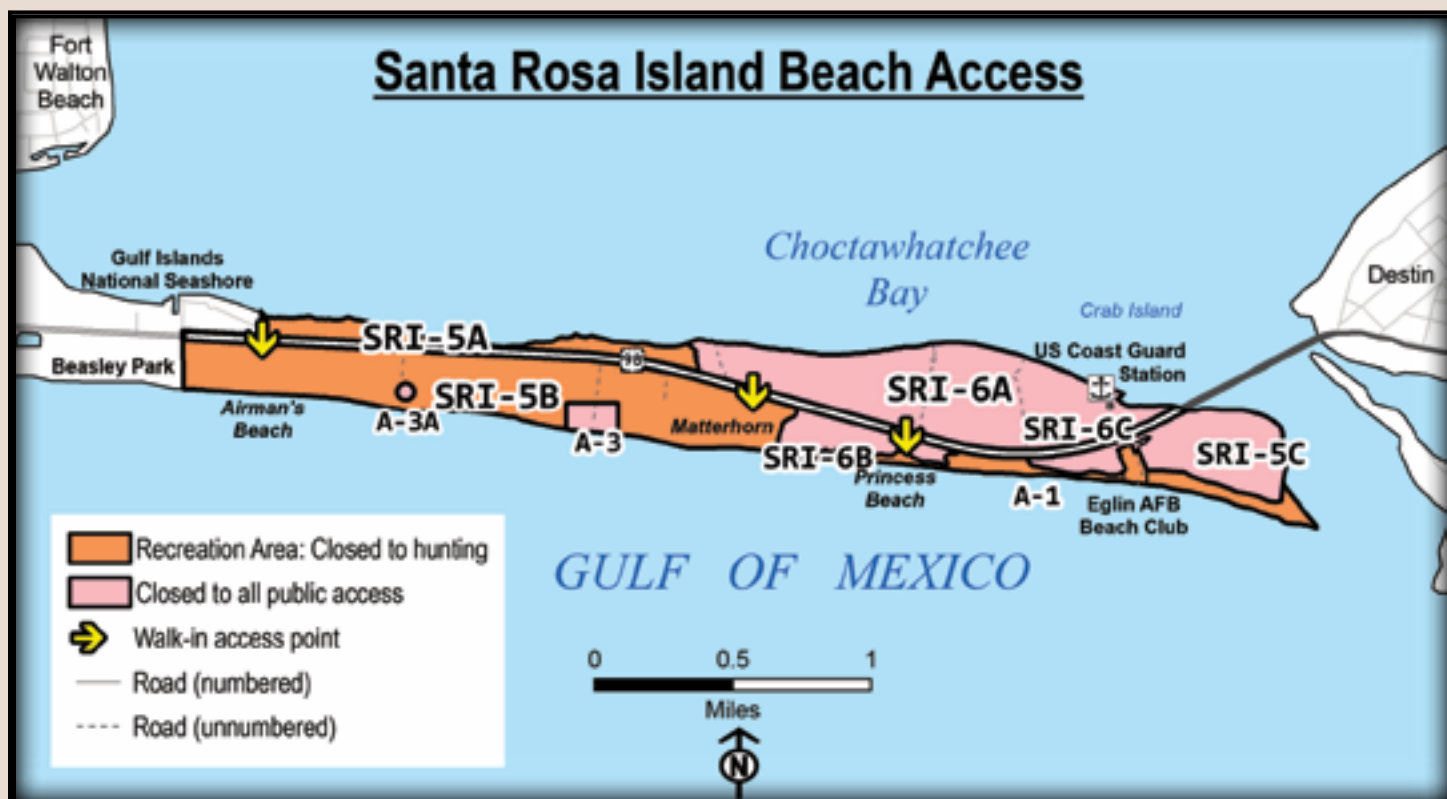 Santa Rosa Island Beach Access
Fort
Walton
Beach
Gulf Islands
National Seashore
Choctawhatchee
Bay
Destin
Crab Island
US Coast Guard
Station
Beasley Park
SRI-5A
98
SRI-5B
SRI-6A
SRI-6C
SRI-5C
Airman's
Beach
A-3A
A-3
Matterhorn
SRI-6B
Princess
Beach
A-1
Eglin AFB
Beach Club
GULF OF MEXICO
Recreation Area: Closed to hunting
Closed to all public access
Walk-in access point
Road (numbered)
Road (unnumbered)
0 0.5 1
Miles
N